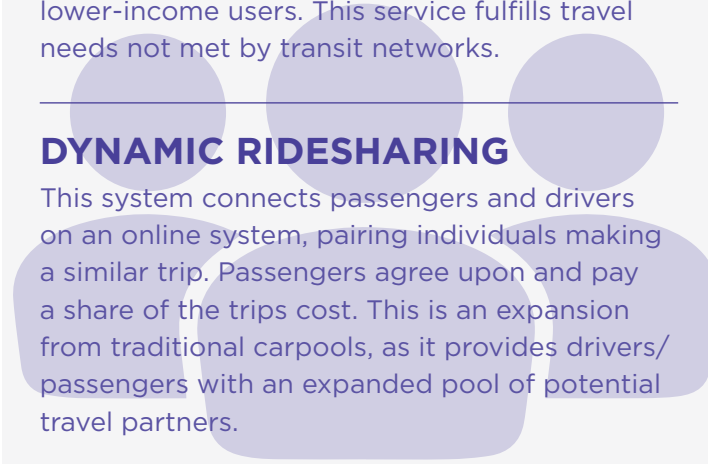 lower-income users. This service fulfills travel
needs not met by transit networks.
DYNAMIC RIDESHARING
This system connects passengers and drivers
on an online system, pairing individuals making
a similar trip. Passengers agree upon and pay
a share of the trips cost. This is an expansion
from traditional carpools, as it provides drivers/
passengers with an expanded pool of potential
travel partners.